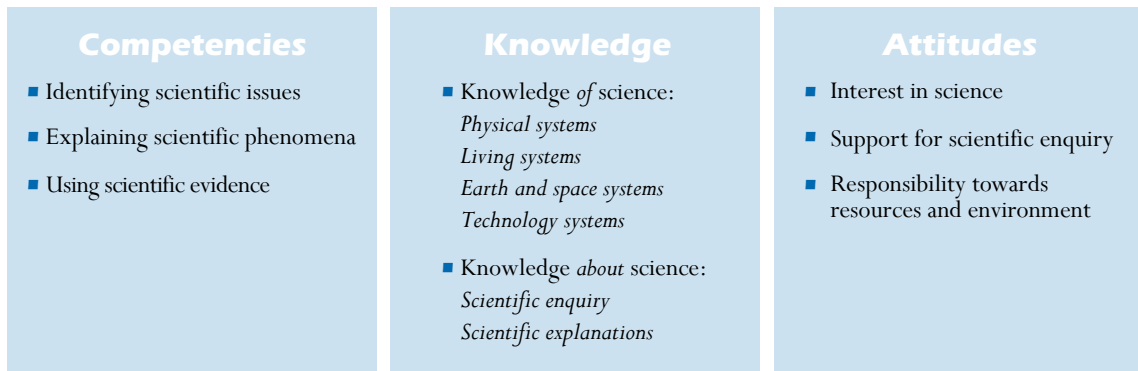 Competencies
Identifying scientific issues
Explaining scientific phenomena
Using scientific evidence
Knowledge
Knowledge of science:
Physical systems
Living systems
Earth and space systems
Technology systems
Knowledge about science:
Scientific enquiry
Scientific explanations
Attitudes
Interest in science
Support for scientific enquiry
Responsibility towards
resources and environment